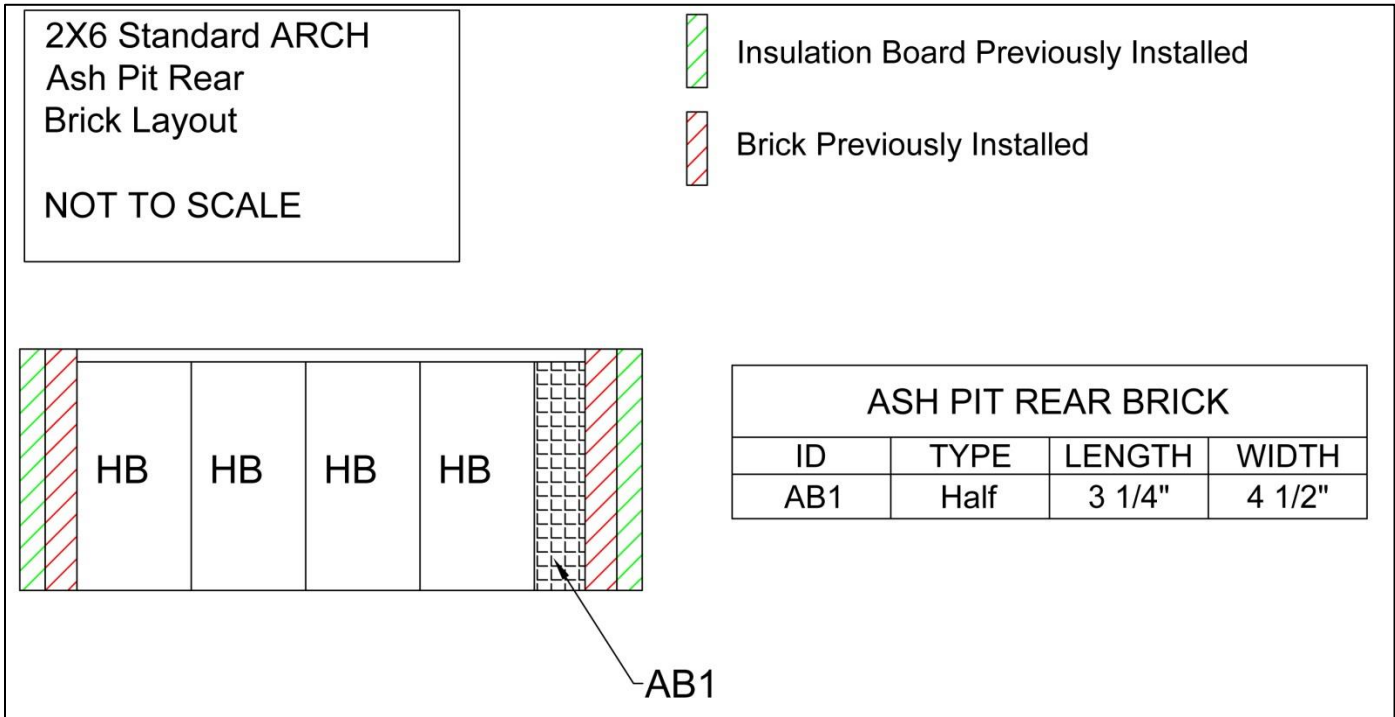 2X6 Standard ARCH
Ash Pit Rear
Brick Layout
NOT TO SCALE
Insulation Board Previously Installed
Brick Previously Installed
HB HB HB HB
AB1
ASH PIT REAR BRICK
ID TYPE LENGTH WIDTH
AB1 Half 3 1/4" 4 1/2"